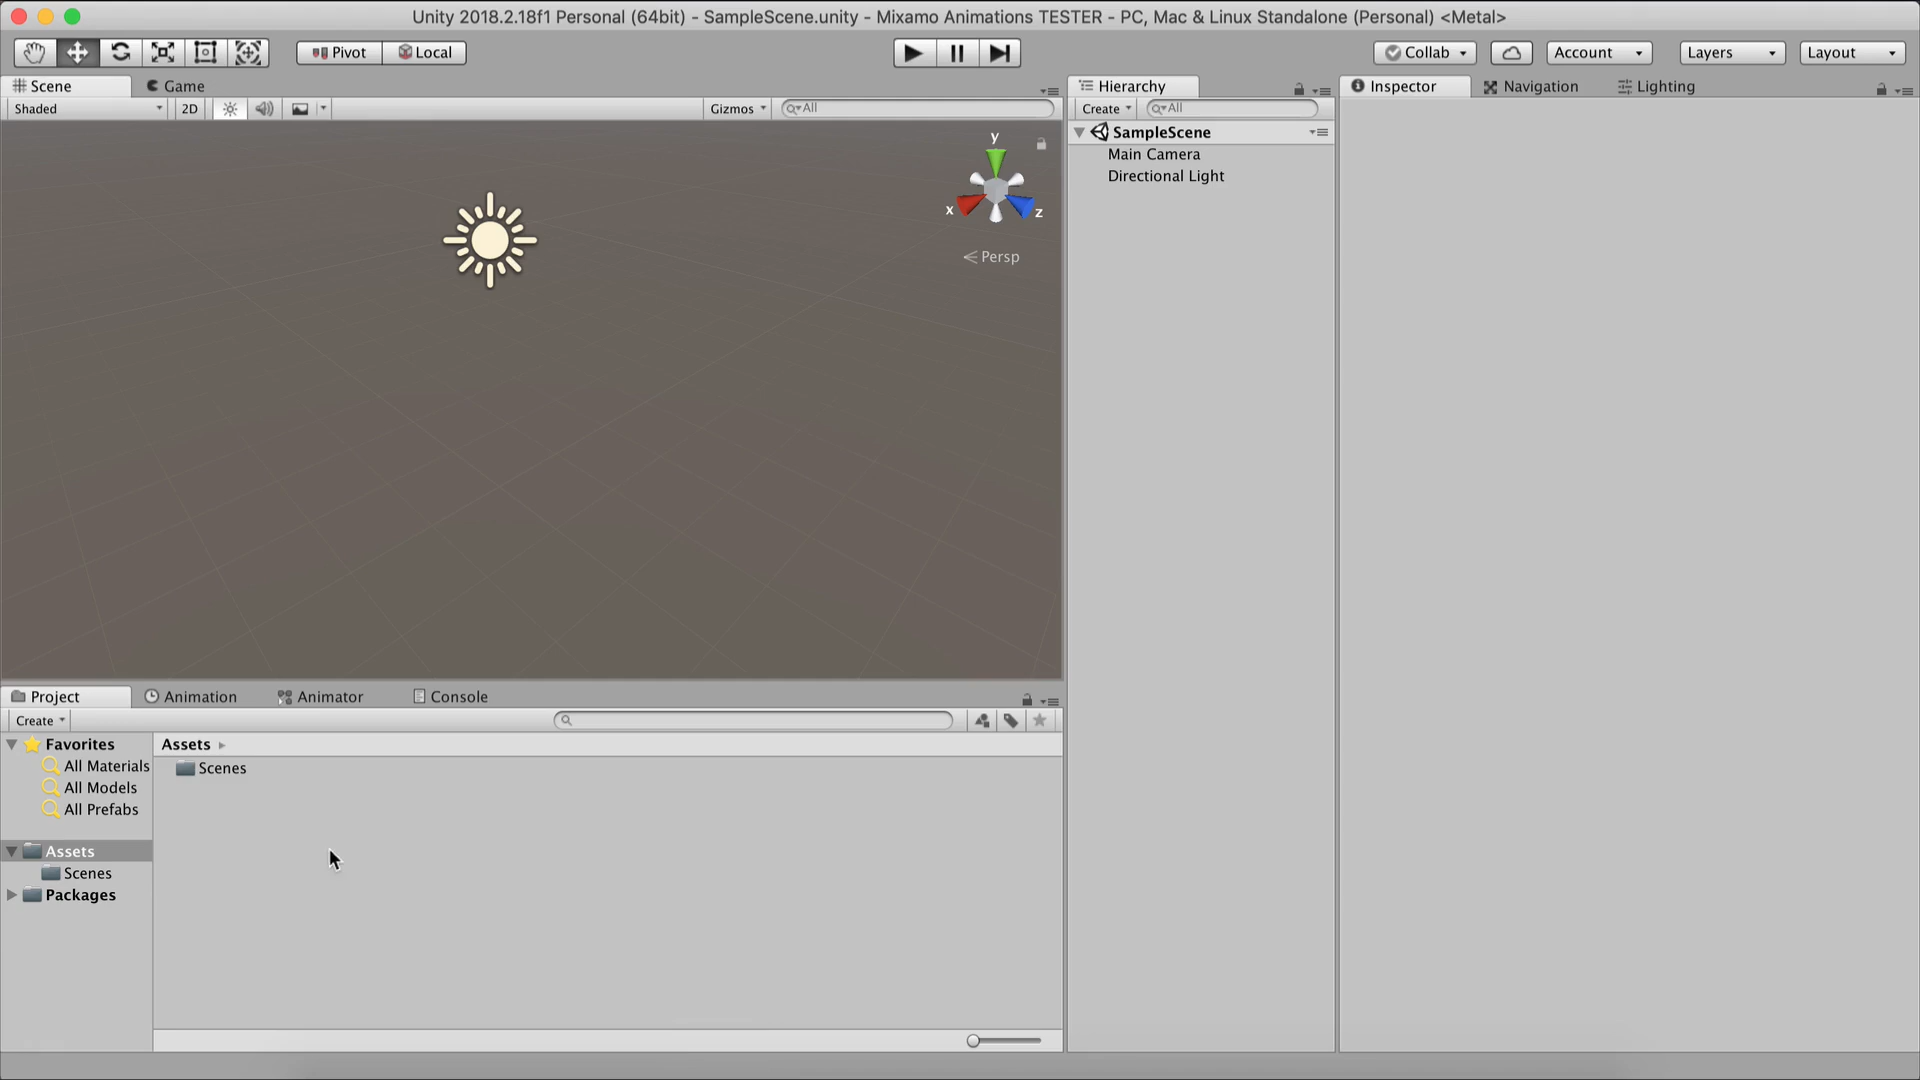 Unity 2018.2.18f1 Personal (64bit) - SampleScene.unity - Mixamo Animations TESTER - PC, Mac & Linux Standalone (Personal) <Metal>
Pivot Local Collab Account Layers Layout
Scene Game
Hierarchy
Inspector Navigation Lighting
Shaded 2D Gizmos All
Create All
SampleScene
Main Camera
Directional Light
y
x z
Persp
Project Animation Animator Console
Create
Favorites
All Materials
All Models
All Prefabs
Assets
Scenes
Packages
Assets
Scenes